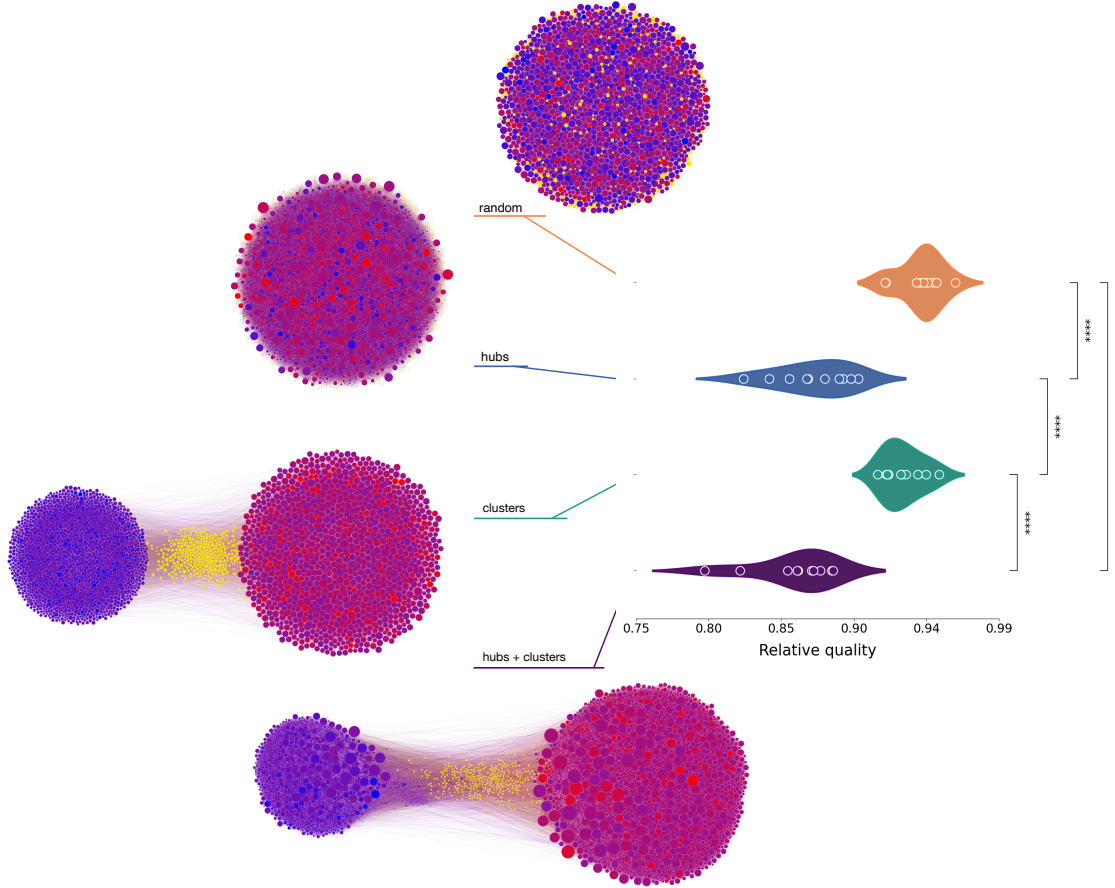 random
hubs
clusters
hubs + clusters
****
****
****
0.75 0.80 0.85 0.90 0.94 0.99
Relative quality